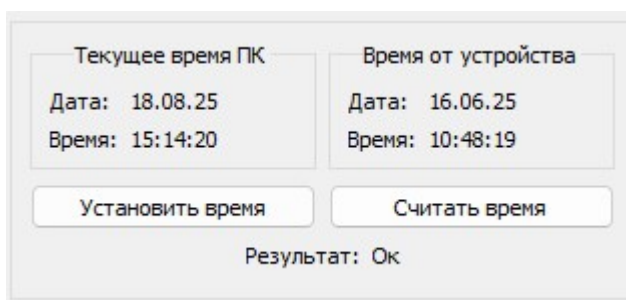 Текущее время ПК
Дата: 18.08.25
Время: 15:14:20
Время от устройства
Дата: 16.06.25
Время: 10:48:19
Установить время
Считать время
Результат: Ок